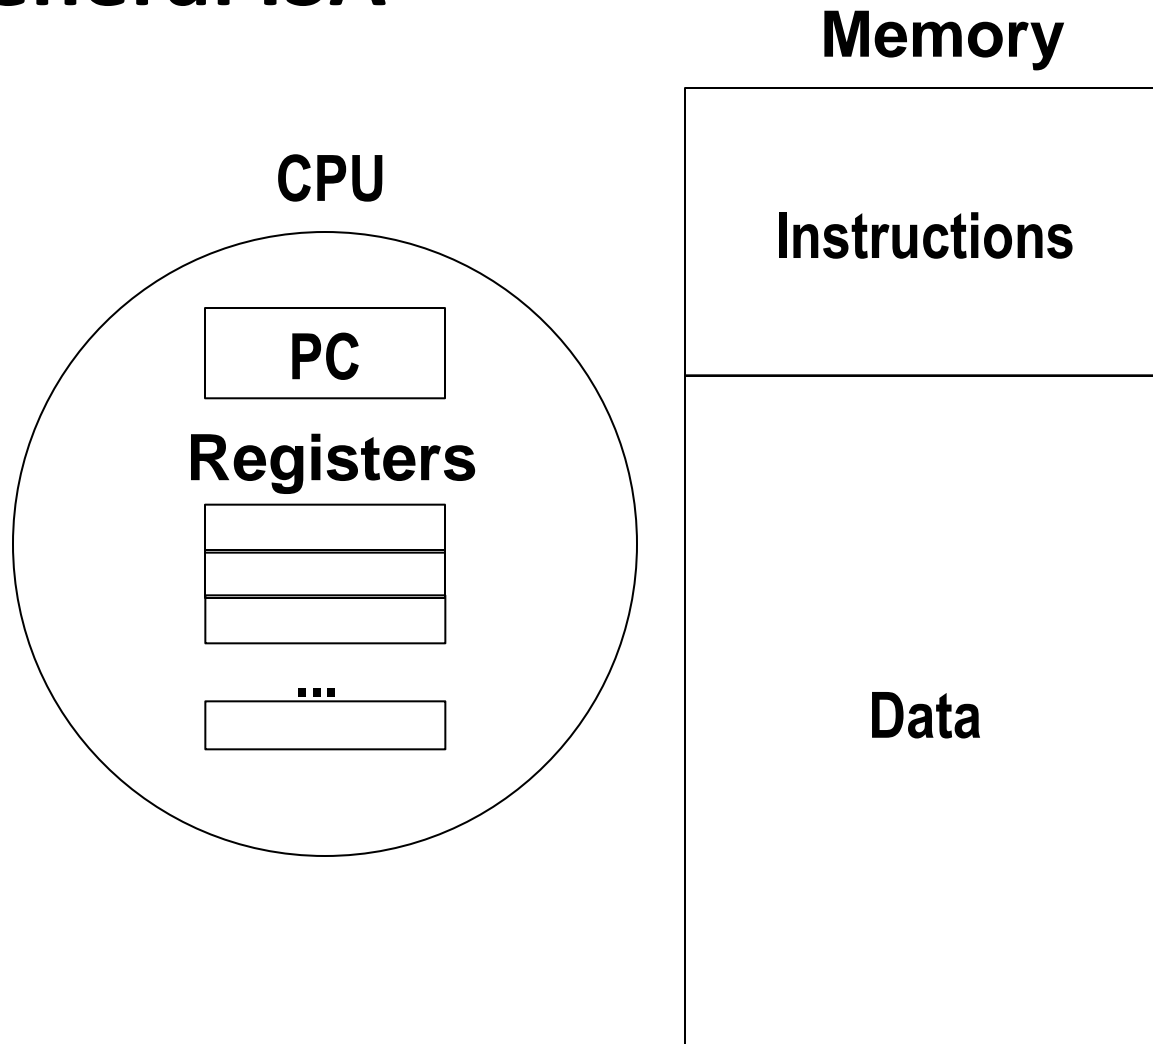 Memory
CPU
Instructions
PC
Registers
...
Data